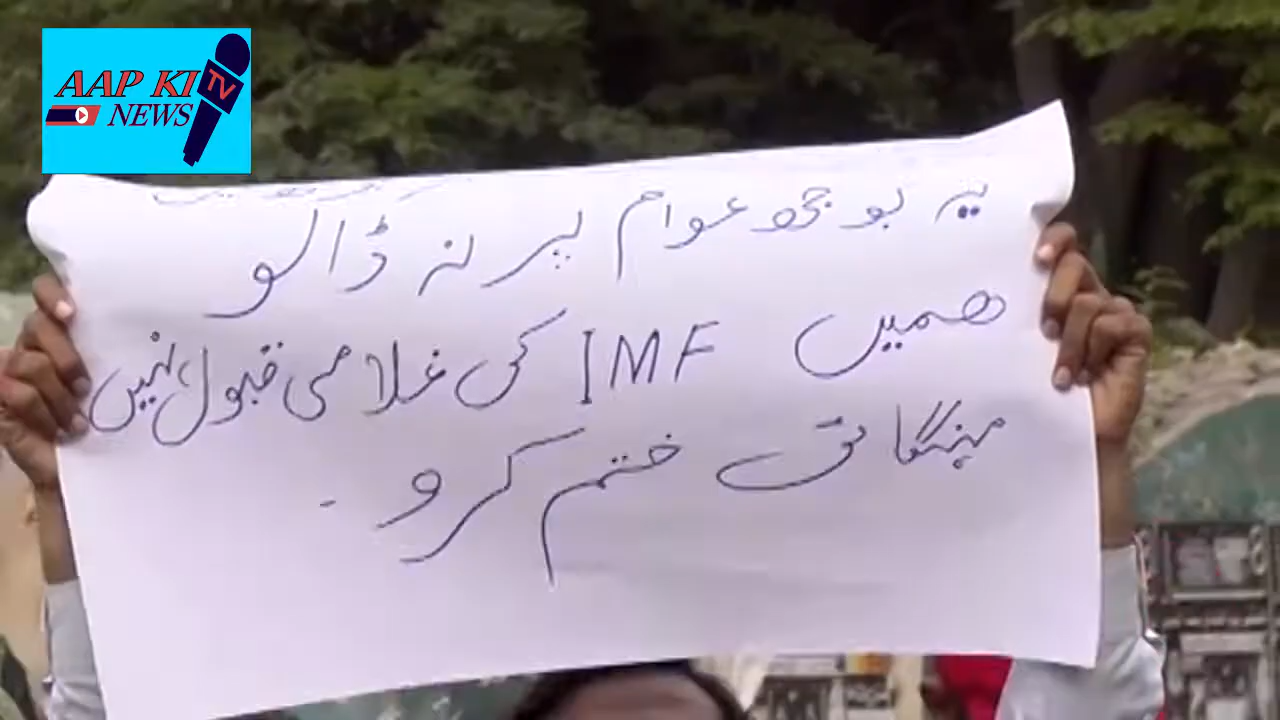 AAP KI TV
NEWS
یہ بوجھ عوام پر نہ ڈالو
ھمیں IMF کی غلامی قبول نہیں
مہنگائی ختم کرو ۔